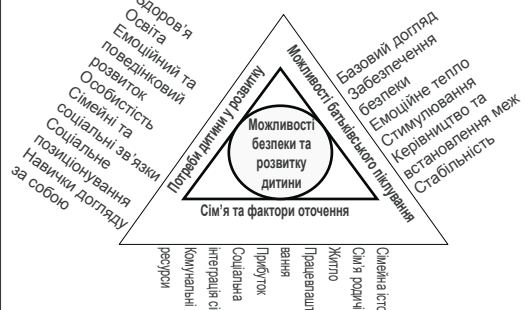 Здоров'я
Освіта
Емоційний та
поведінковий
розвиток
Особистість
Сімейні та
соціальні зв'язки
Соціальне
позиціонування
Навички догляду
за собою
Потреби дитини у розвитку
Можливості
безпеки та
розвитку
дитини
Можливості батьківського піклування
Базовий догляд
Забезпечення
безпеки
Емоційне тепло
Стимулювання
Керівництво та
встановлення меж
Стабільність
Сім'я та фактори оточення
Сімейна істо
Сім'я родичі
Житло
Працевлашт
вання
Прибуток
Соціальна
інтеграція сі
Комунальні
ресурси